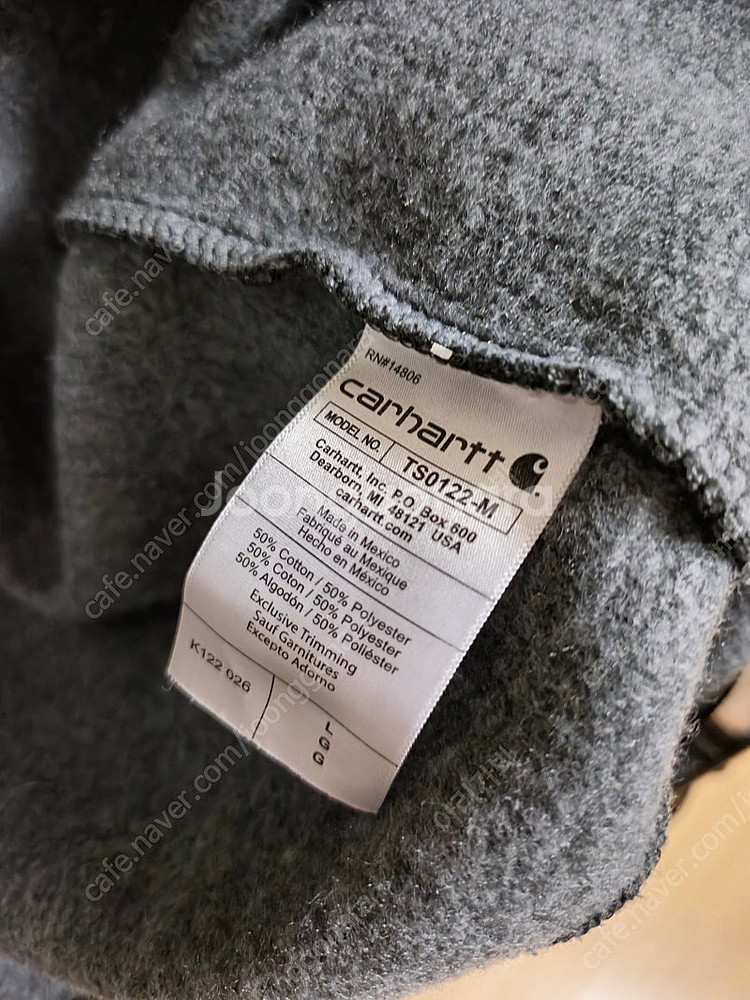 RN#14806
carhartt
MODEL NO. TS0122-M
Carhartt, Inc. P.O. Box 600
Dearborn, MI 48121 USA
carhartt.com
Made in Mexico
Fabriqué au Mexique
Hecho en México
50% Cotton / 50% Polyester
50% Coton / 50% Polyester
50% Algodón / 50% Poliéster
Exclusive Trimming
Sauf Garnitures
Excepto Adorno
K122 026
L
G
G